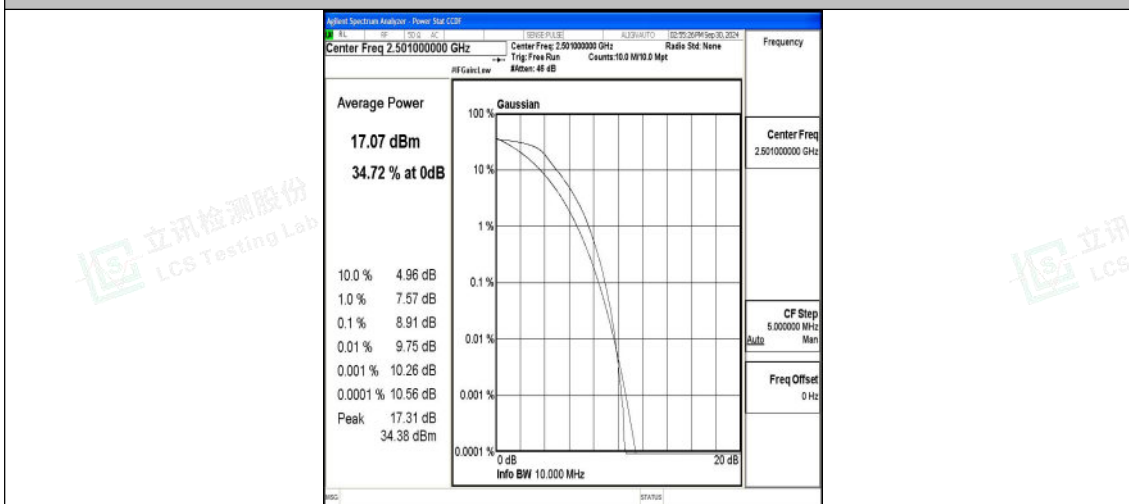 Agilent Spectrum Analyzer - Power Stat CCDF
RL RF 50 Ω AC SENSE:PULSE ALIGNAUTO 02:55:26 PM Sep 30, 2024
Center Freq 2.501000000 GHz
Center Freq: 2.501000000 GHz Radio Std: None
Trig: Free Run Counts:10.0 M/10.0 Mpt
#IFGain:Low #Atten: 46 dB
Frequency
Average Power
17.07 dBm
34.72 % at 0dB
10.0 % 4.96 dB
1.0 % 7.57 dB
0.1 % 8.91 dB
0.01 % 9.75 dB
0.001 % 10.26 dB
0.0001 % 10.56 dB
Peak 17.31 dB
34.38 dBm
Gaussian
100 %
10 %
1 %
0.1 %
0.01 %
0.001 %
0.0001 %
0 dB 20 dB
Info BW 10.000 MHz
Center Freq
2.501000000 GHz
CF Step
5.000000 MHz
Auto Man
Freq Offset
0 Hz
MSG STATUS
立讯检测股份
LCS Testing Lab
立讯
LCS